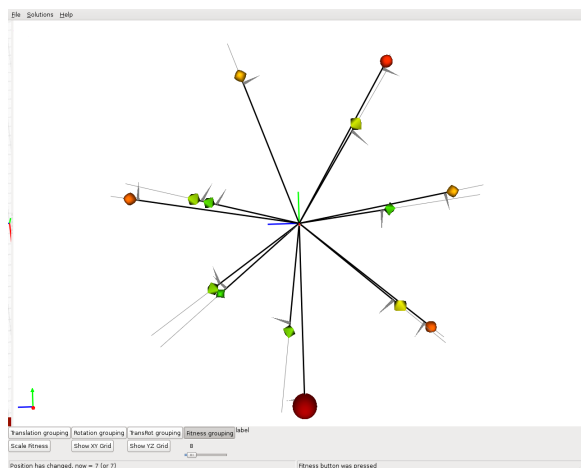 File Solutions Help
Translation grouping Rotation grouping TransRot grouping Fitness grouping label
Scale Fitness Show XY Grid Show YZ Grid 8
Position has changed, now = 7 (or 7) Fitness button was pressed